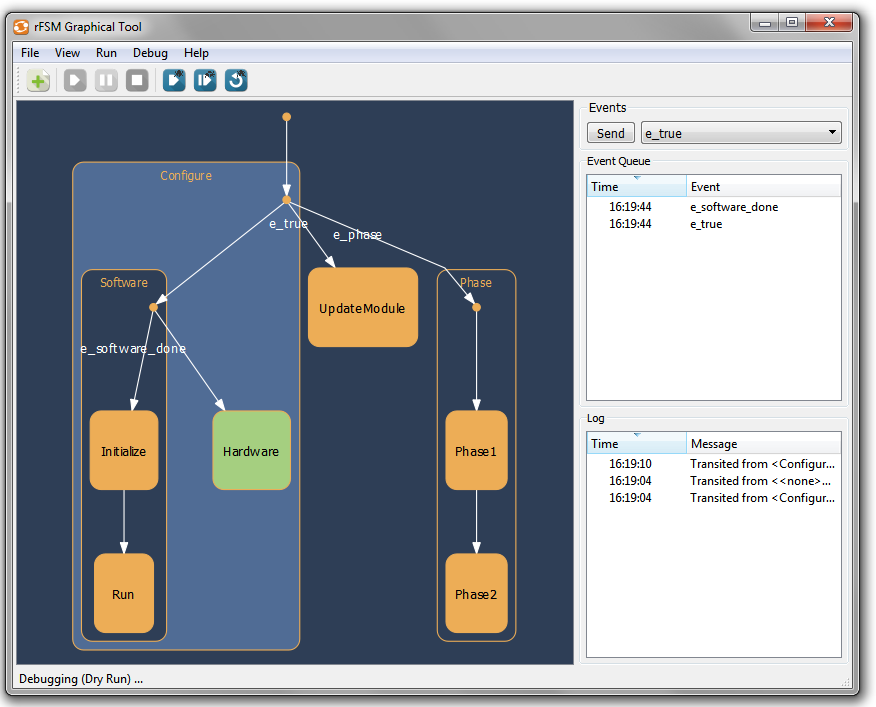 rFSM Graphical Tool
File View Run Debug Help
Events
Send e_true
Event Queue
Time Event
16:19:44 e_software_done
16:19:44 e_true
Configure
e_true
e_phase
Software
Phase
UpdateModule
e_software_done
Initialize
Hardware
Phase1
Run
Phase2
Log
Time Message
16:19:10 Transited from <Configur...
16:19:04 Transited from <<none>...
16:19:04 Transited from <Configur...
Debugging (Dry Run) ...